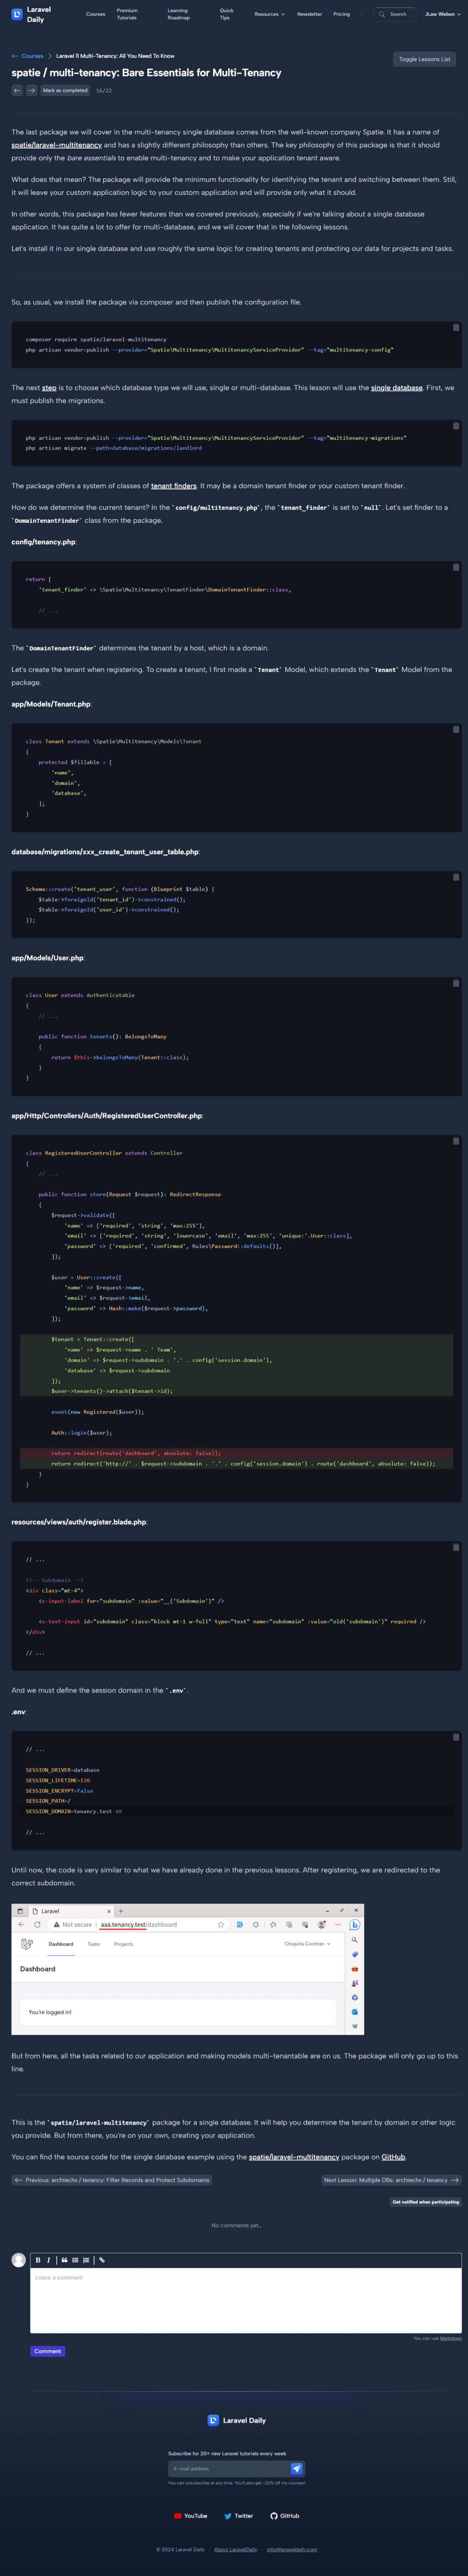 Laravel Daily
Courses
Premium Tutorials
Learning Roadmap
Quick Tips
Resources
Newsletter
Pricing
Search
JLaw Webon
Courses
Laravel 11 Multi-Tenancy: All You Need To Know
Toggle Lessons List
spatie / multi-tenancy: Bare Essentials for Multi-Tenancy
Mark as completed
16/22
The last package we will cover in the multi-tenancy single database comes from the well-known company Spatie. It has a name of
spatie/laravel-multitenancy and has a slightly different philosophy than others. The key philosophy of this package is that it should
provide only the bare essentials to enable multi-tenancy and to make your application tenant aware.
What does that mean? The package will provide the minimum functionality for identifying the tenant and switching between them. Still,
it will leave your custom application logic to your custom application and will provide only what it should.
In other words, this package has fewer features than we covered previously, especially if we're talking about a single database
application. It has quite a lot to offer for multi-database, and we will cover that in the following lessons.
Let's install it in our single database and use roughly the same logic for creating tenants and protecting our data for projects and tasks.
So, as usual, we install the package via composer and then publish the configuration file.
composer require spatie/laravel-multitenancy
php artisan vendor:publish --provider="Spatie\Multitenancy\MultitenancyServiceProvider" --tag="multitenancy-config"
The next step is to choose which database type we will use, single or multi-database. This lesson will use the single database. First, we
must publish the migrations.
php artisan vendor:publish --provider="Spatie\Multitenancy\MultitenancyServiceProvider" --tag="multitenancy-migrations"
php artisan migrate --path=database/migrations/landlord
The package offers a system of classes of tenant finders. It may be a domain tenant finder or your custom tenant finder.
How do we determine the current tenant? In the `config/multitenancy.php`, the `tenant_finder` is set to `null`. Let's set finder to a
`DomainTenantFinder` class from the package.
config/tenancy.php:
return [
'tenant_finder' => \Spatie\Multitenancy\TenantFinder\DomainTenantFinder::class,
// ...
The `DomainTenantFinder` determines the tenant by a host, which is a domain.
Let's create the tenant when registering. To create a tenant, I first made a `Tenant` Model, which extends the `Tenant` Model from the
package.
app/Models/Tenant.php:
class Tenant extends \Spatie\Multitenancy\Models\Tenant
{
protected $fillable = [
'name',
'domain',
'database',
];
}
database/migrations/xxx_create_tenant_user_table.php:
Schema::create('tenant_user', function (Blueprint $table) {
$table->foreignId('tenant_id')->constrained();
$table->foreignId('user_id')->constrained();
});
app/Models/User.php:
class User extends Authenticatable
{
// ...
public function tenants(): BelongsToMany
{
return $this->belongsToMany(Tenant::class);
}
}
app/Http/Controllers/Auth/RegisteredUserController.php:
class RegisteredUserController extends Controller
{
// ...
public function store(Request $request): RedirectResponse
{
$request->validate([
'name' => ['required', 'string', 'max:255'],
'email' => ['required', 'string', 'lowercase', 'email', 'max:255', 'unique:'.User::class],
'password' => ['required', 'confirmed', Rules\Password::defaults()],
]);
$user = User::create([
'name' => $request->name,
'email' => $request->email,
'password' => Hash::make($request->password),
]);
$tenant = Tenant::create([
'name' => $request->name . ' Team',
'domain' => $request->subdomain . '.' . config('session.domain'),
'database' => $request->subdomain
]);
$user->tenants()->attach($tenant->id);
event(new Registered($user));
Auth::login($user);
return redirect(route('dashboard', absolute: false));
return redirect('http://' . $request->subdomain . '.' . config('session.domain') . route('dashboard', absolute: false));
}
}
resources/views/auth/register.blade.php:
// ...
<!-- Subdomain -->
<div class="mt-4">
<x-input-label for="subdomain" :value="__('Subdomain')" />
<x-text-input id="subdomain" class="block mt-1 w-full" type="text" name="subdomain" :value="old('subdomain')" required />
</div>
// ...
And we must define the session domain in the `.env`.
.env:
// ...
SESSION_DRIVER=database
SESSION_LIFETIME=120
SESSION_ENCRYPT=false
SESSION_PATH=/
SESSION_DOMAIN=tenancy.test ##
// ...
Until now, the code is very similar to what we have already done in the previous lessons. After registering, we are redirected to the
correct subdomain.
Laravel
Not secure
aaa.tenancy.test/dashboard
Dashboard
Tasks
Projects
Chiquita Cochran
Dashboard
You're logged in!
But from here, all the tasks related to our application and making models multi-tenantable are on us. The package will only go up to this
line.
This is the `spatie/laravel-multitenancy` package for a single database. It will help you determine the tenant by domain or other logic
you provide. But from there, you're on your own, creating your application.
You can find the source code for the single database example using the spatie/laravel-multitenancy package on GitHub.
Previous: archtechx / tenancy: Filter Records and Protect Subdomains
Next Lesson: Multiple DBs: archtechx / tenancy
Get notified when participating
No comments yet...
B I
Leave a comment
You can use Markdown
Comment
Laravel Daily
Subscribe for 20+ new Laravel tutorials every week
E-mail address
You can unsubscribe at any time. You'll also get -20% off my courses!
YouTube
Twitter
GitHub
© 2024 Laravel Daily · About LaravelDaily · info@laraveldaily.com